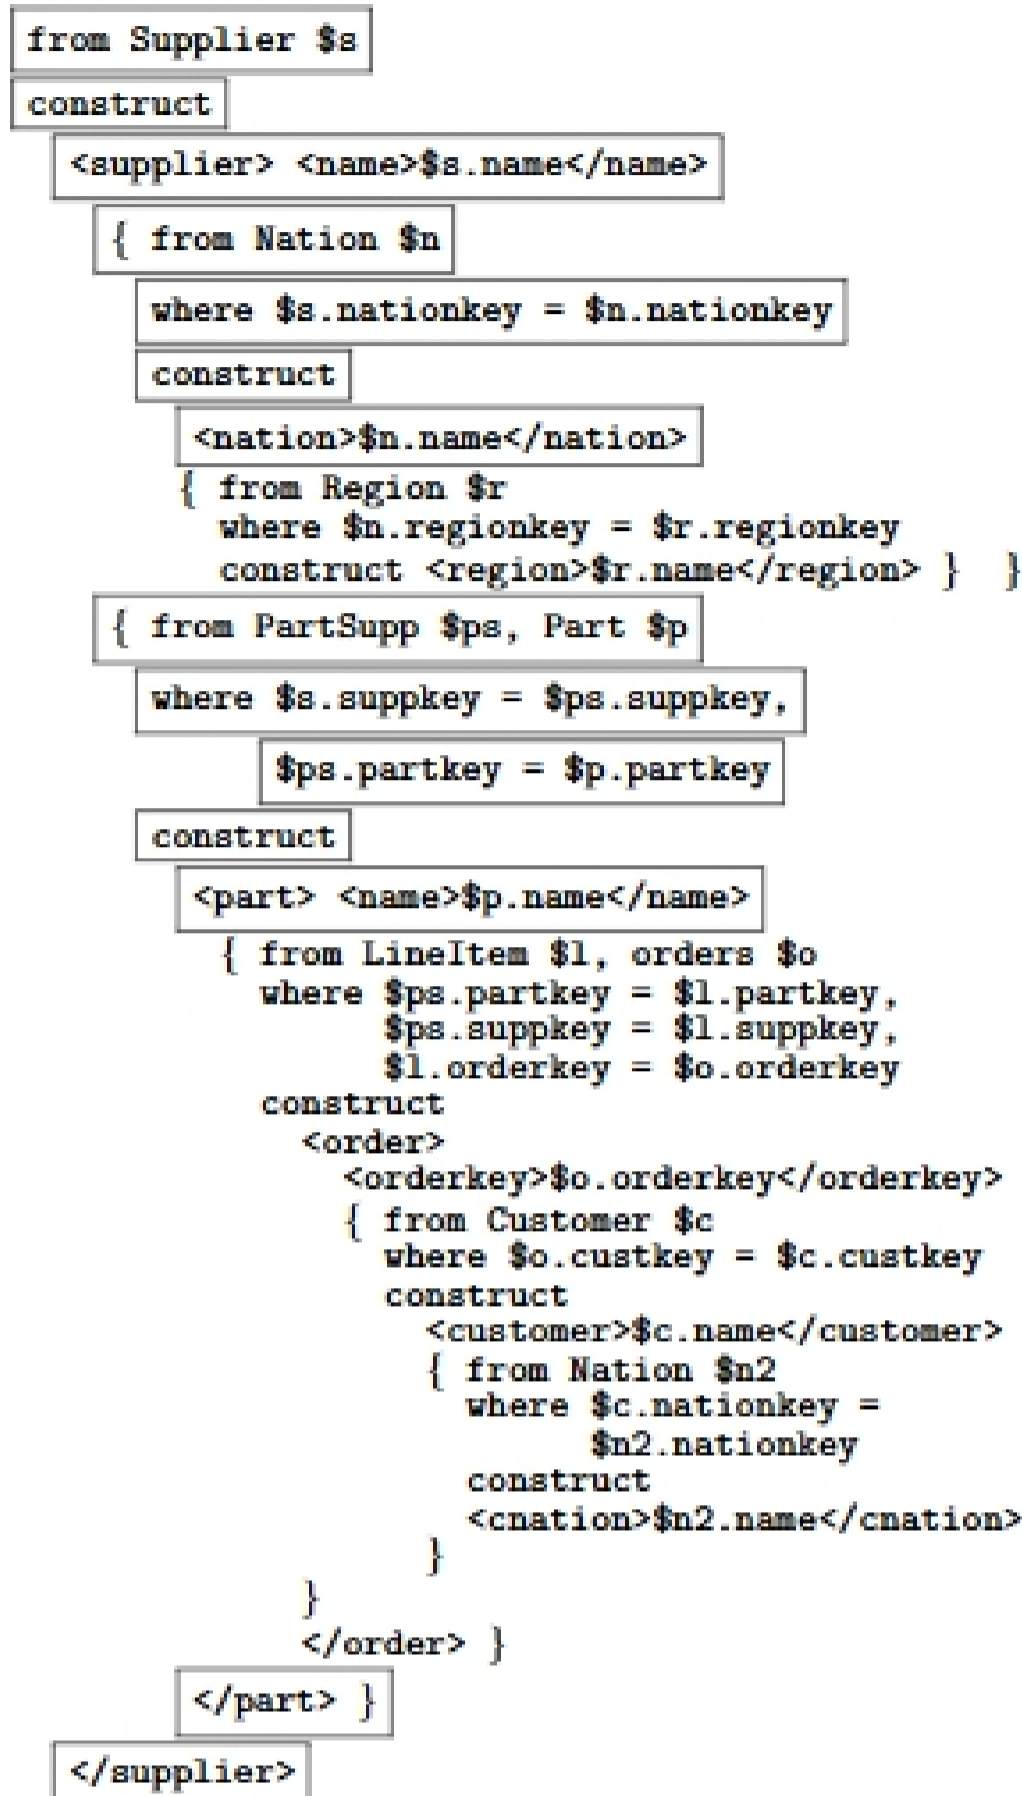 from Supplier $s
construct
<supplier> <name>$s.name</name>
{ from Nation $n
where $s.nationkey = $n.nationkey
construct
<nation>$n.name</nation>
{ from Region $r
where $n.regionkey = $r.regionkey
construct <region>$r.name</region> } }
{ from PartSupp $ps, Part $p
where $s.suppkey = $ps.suppkey,
$ps.partkey = $p.partkey
construct
<part> <name>$p.name</name>
{ from LineItem $l, orders $o
where $ps.partkey = $l.partkey,
$ps.suppkey = $l.suppkey,
$l.orderkey = $o.orderkey
construct
<order>
<orderkey>$o.orderkey</orderkey>
{ from Customer $c
where $o.custkey = $c.custkey
construct
<customer>$c.name</customer>
{ from Nation $n2
where $c.nationkey =
$n2.nationkey
construct
<cnation>$n2.name</cnation>
}
}
</order> }
</part> }
</supplier>